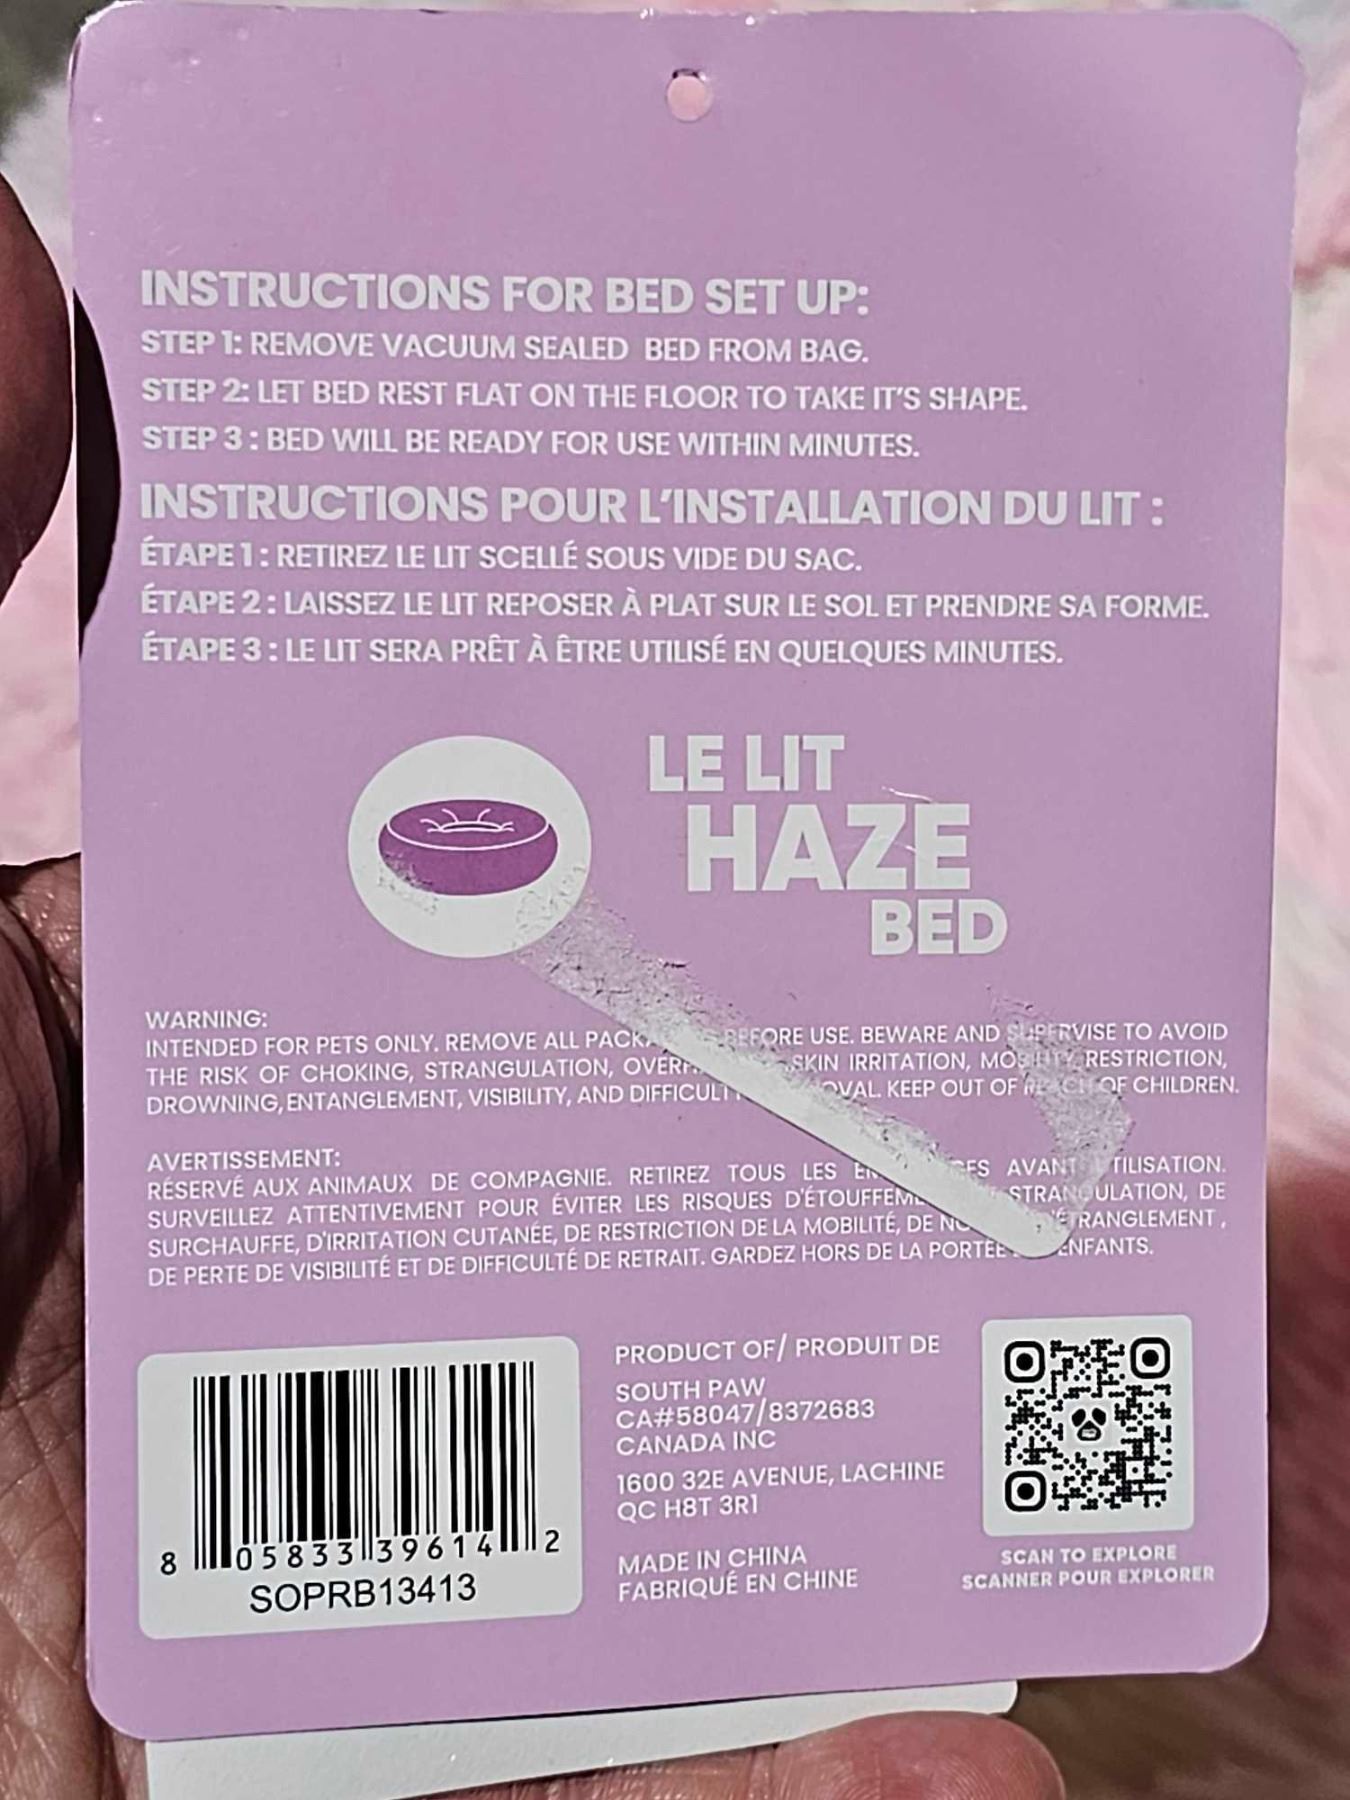 INSTRUCTIONS FOR BED SET UP:
STEP 1: REMOVE VACUUM SEALED BED FROM BAG.
STEP 2: LET BED REST FLAT ON THE FLOOR TO TAKE IT'S SHAPE.
STEP 3 : BED WILL BE READY FOR USE WITHIN MINUTES.
INSTRUCTIONS POUR L'INSTALLATION DU LIT :
ÉTAPE 1 : RETIREZ LE LIT SCELLÉ SOUS VIDE DU SAC.
ÉTAPE 2 : LAISSEZ LE LIT REPOSER À PLAT SUR LE SOL ET PRENDRE SA FORME.
ÉTAPE 3 : LE LIT SERA PRÊT À ÊTRE UTILISÉ EN QUELQUES MINUTES.
LE LIT
HAZE
BED
WARNING:
INTENDED FOR PETS ONLY. REMOVE ALL BEFORE USE. BEWARE AND SUPERVISE TO AVOID
THE RISK OF CHOKING, STRANGULATION, SKIN IRRITATION, MOBILITY RESTRICTION,
DROWNING, ENTANGLEMENT, VISIBILITY, AND KEEP OUT OF REACH OF CHILDREN.
AVERTISSEMENT:
RÉSERVÉ AUX ANIMAUX DE COMPAGNIE. RETIREZ TOUS LES AVANT
SURVEILLEZ ATTENTIVEMENT POUR ÉVITER LES RISQUES STRANGULATION, DE
SURCHAUFFE, D'IRRITATION CUTANÉE, DE RESTRICTION DE LA MOBILITÉ, DE
DE PERTE DE VISIBILITÉ ET DE DIFFICULTÉ DE RETRAIT. GARDEZ HORS DE LA PORTÉE ENFANTS.
8 05833 39614 2
SOPRB13413
PRODUCT OF/ PRODUIT DE
SOUTH PAW
CA#58047/8372683
CANADA INC
1600 32E AVENUE, LACHINE
QC H8T 3R1
MADE IN CHINA
FABRIQUÉ EN CHINE
SCAN TO EXPLORE
SCANNER POUR EXPLORER